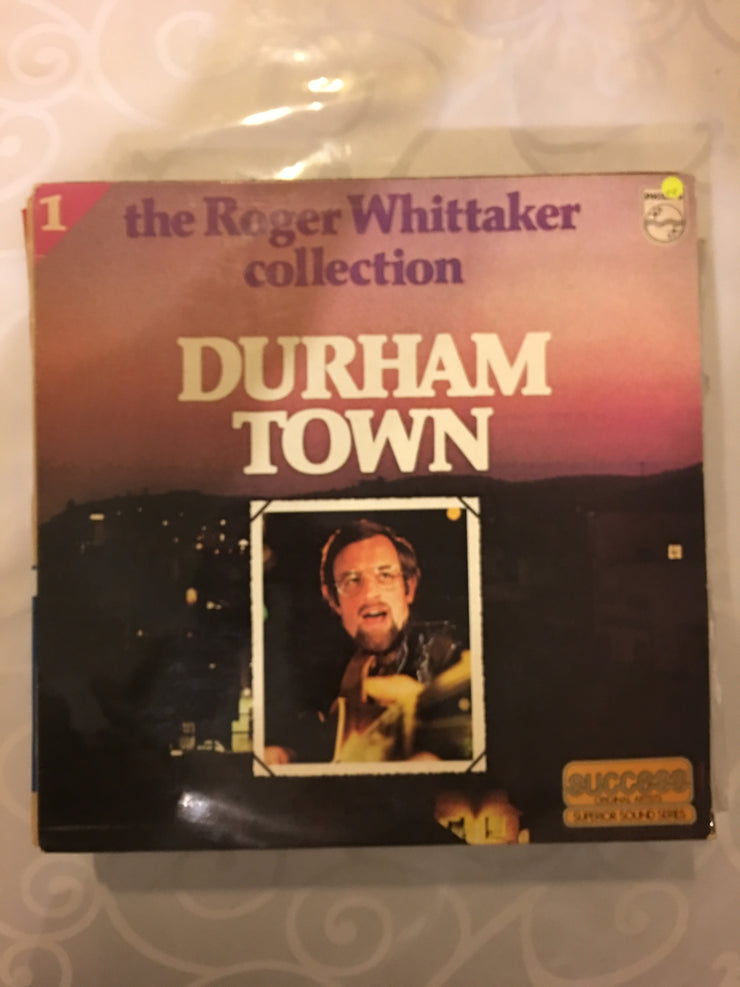 1
the Roger Whittaker
collection
DURHAM
TOWN
success
ORIGINAL ARTISTS
SUPERIOR SOUND SERIES